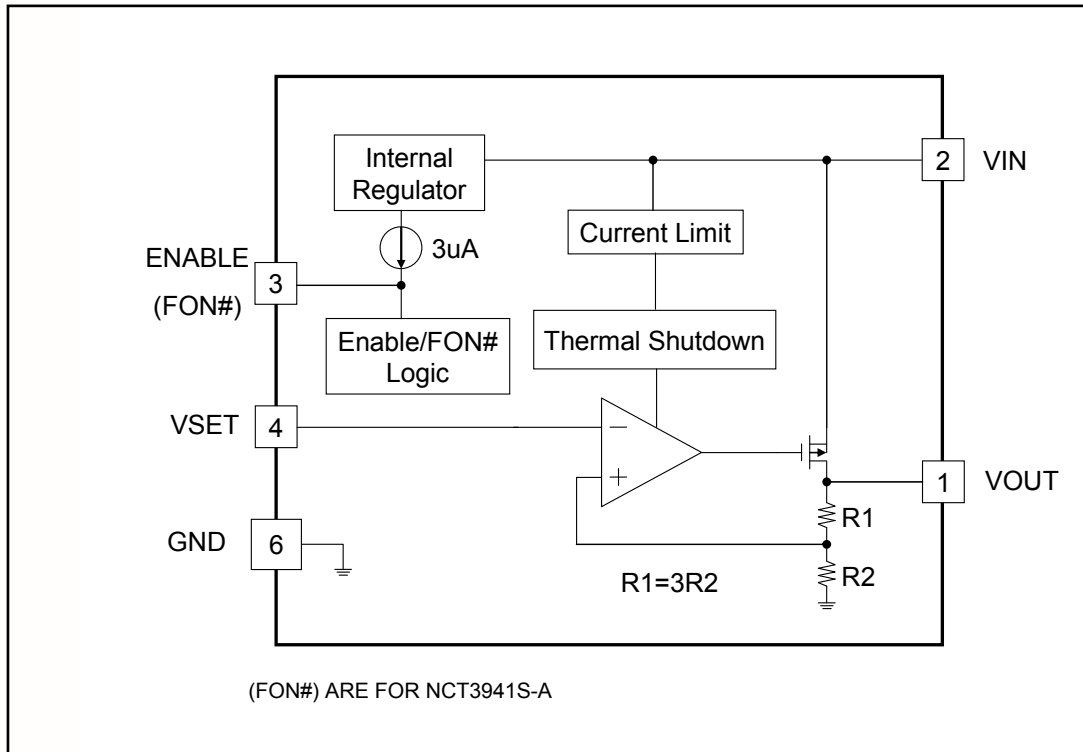 Internal
Regulator
2
VIN
3uA
Current Limit
ENABLE
(FON#)
3
Enable/FON#
Logic
Thermal Shutdown
VSET
4
−
+
1
VOUT
R1
GND
6
R1=3R2
R2
(FON#) ARE FOR NCT3941S-A